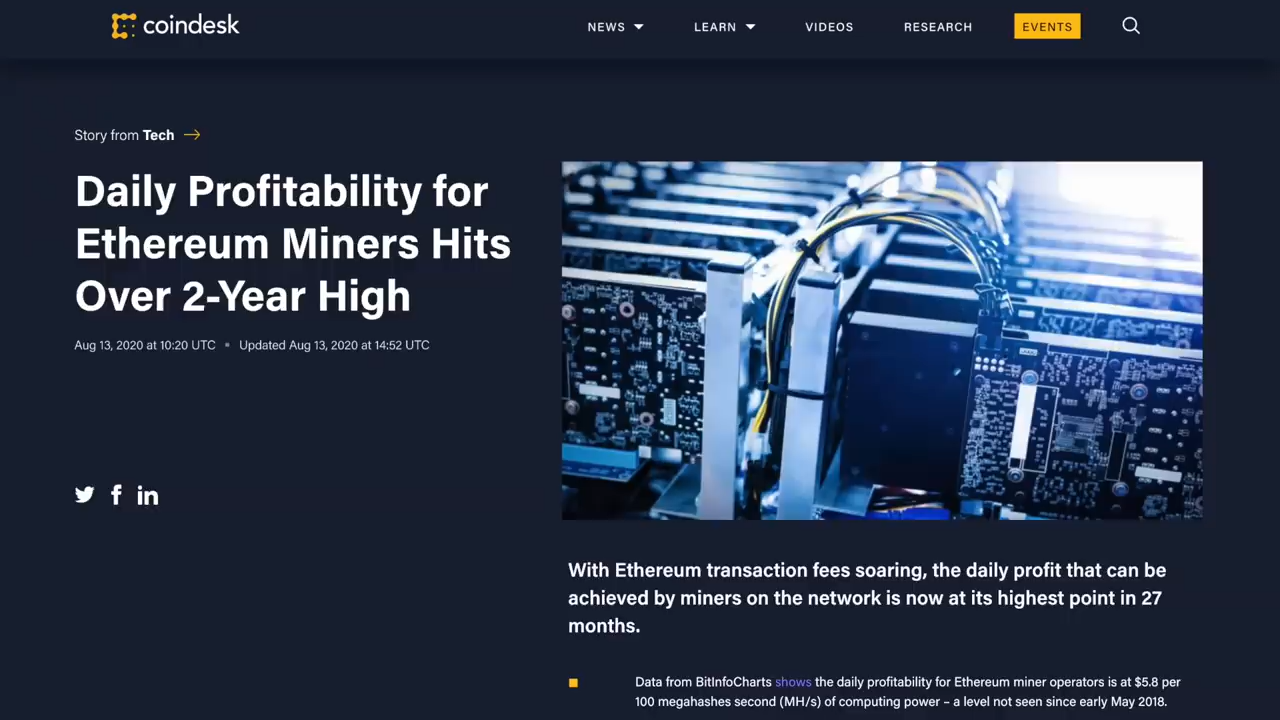 coindesk
NEWS
LEARN
VIDEOS
RESEARCH
EVENTS
Story from Tech
Daily Profitability for
Ethereum Miners Hits
Over 2-Year High
Aug 13, 2020 at 10:20 UTC
Updated Aug 13, 2020 at 14:52 UTC
With Ethereum transaction fees soaring, the daily profit that can be
achieved by miners on the network is now at its highest point in 27
months.
Data from BitInfoCharts shows the daily profitability for Ethereum miner operators is at $5.8 per
100 megahashes second (MH/s) of computing power – a level not seen since early May 2018.